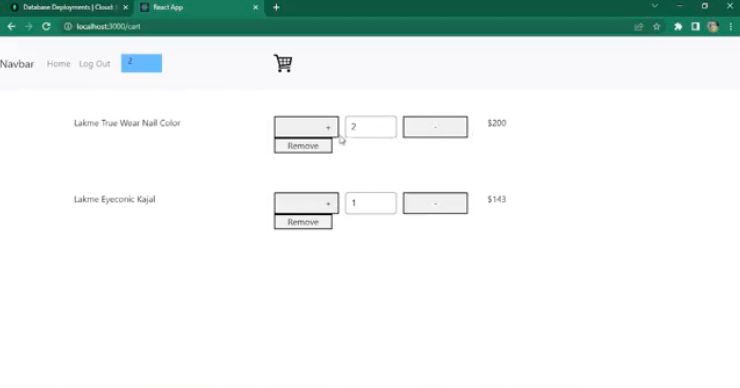 Database Deployments | Cloud:
React App
localhost:3000/cart
Navbar Home Log Out 2
Lakme True Wear Nail Color + 2 - $200
Remove
Lakme Eyeconic Kajal + 1 - $143
Remove